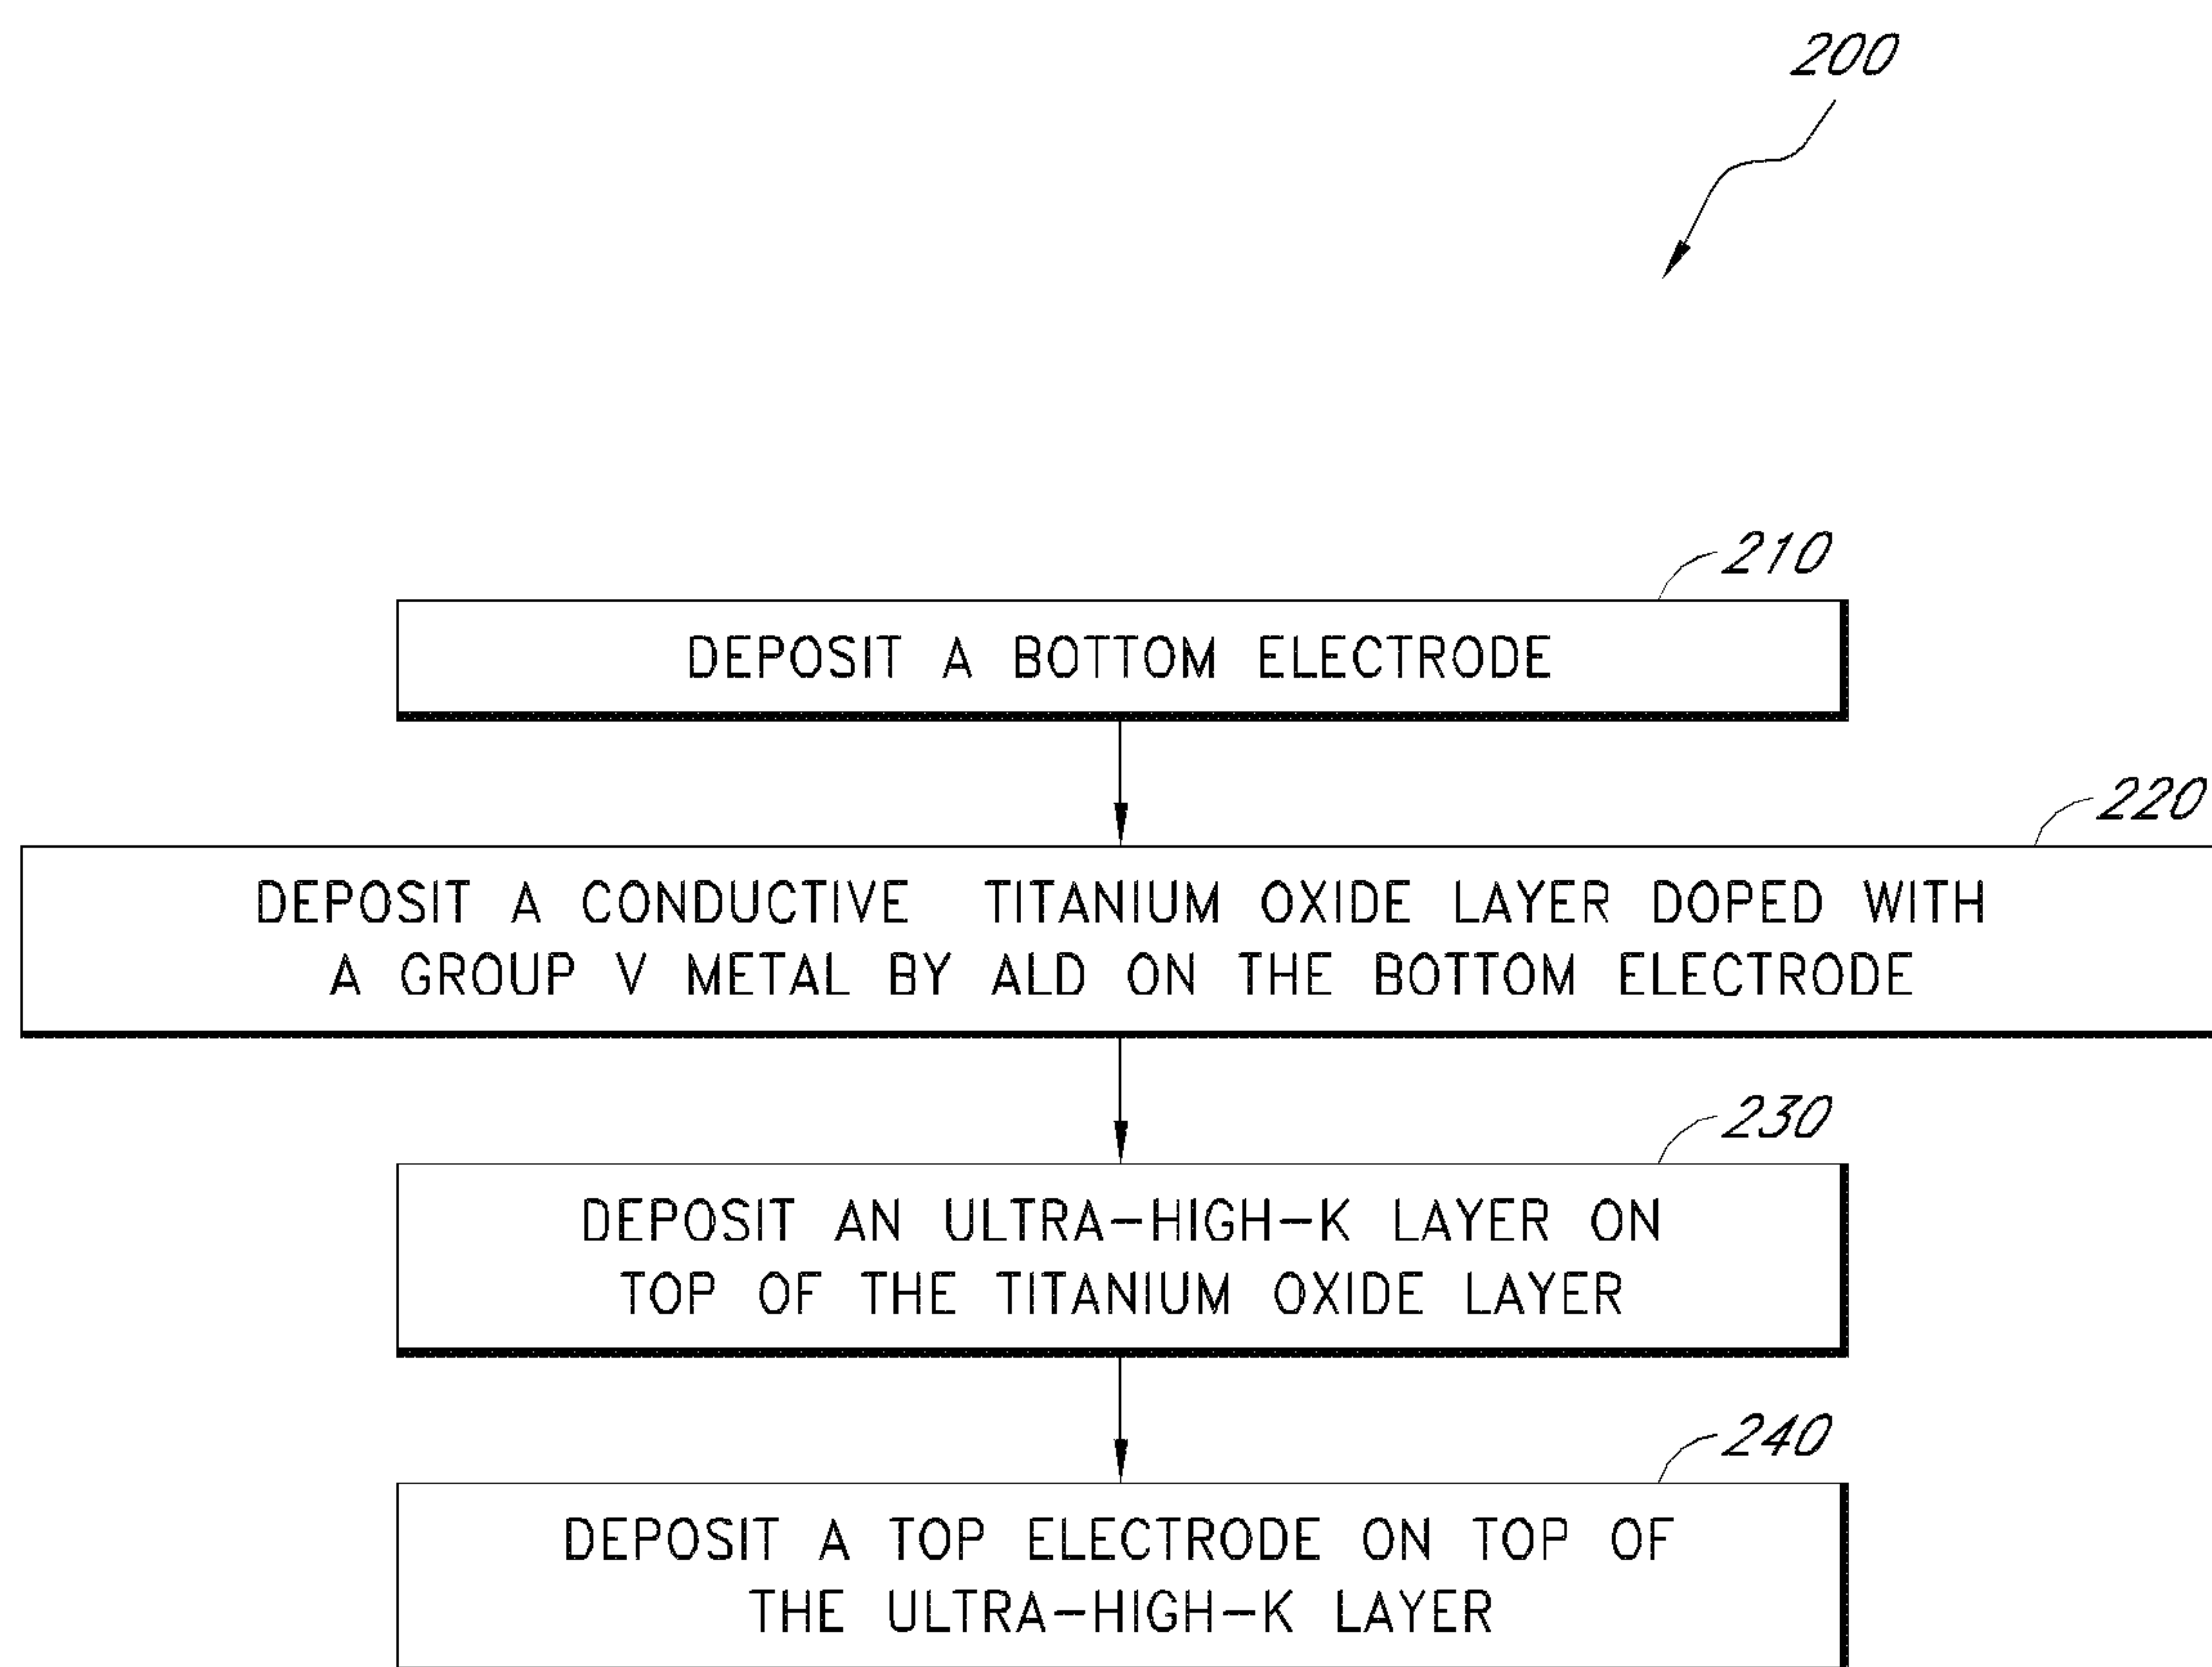 200
210
DEPOSIT A BOTTOM ELECTRODE
220
DEPOSIT A CONDUCTIVE TITANIUM OXIDE LAYER DOPED WITH
A GROUP V METAL BY ALD ON THE BOTTOM ELECTRODE
230
DEPOSIT AN ULTRA-HIGH-K LAYER ON
TOP OF THE TITANIUM OXIDE LAYER
240
DEPOSIT A TOP ELECTRODE ON TOP OF
THE ULTRA-HIGH-K LAYER